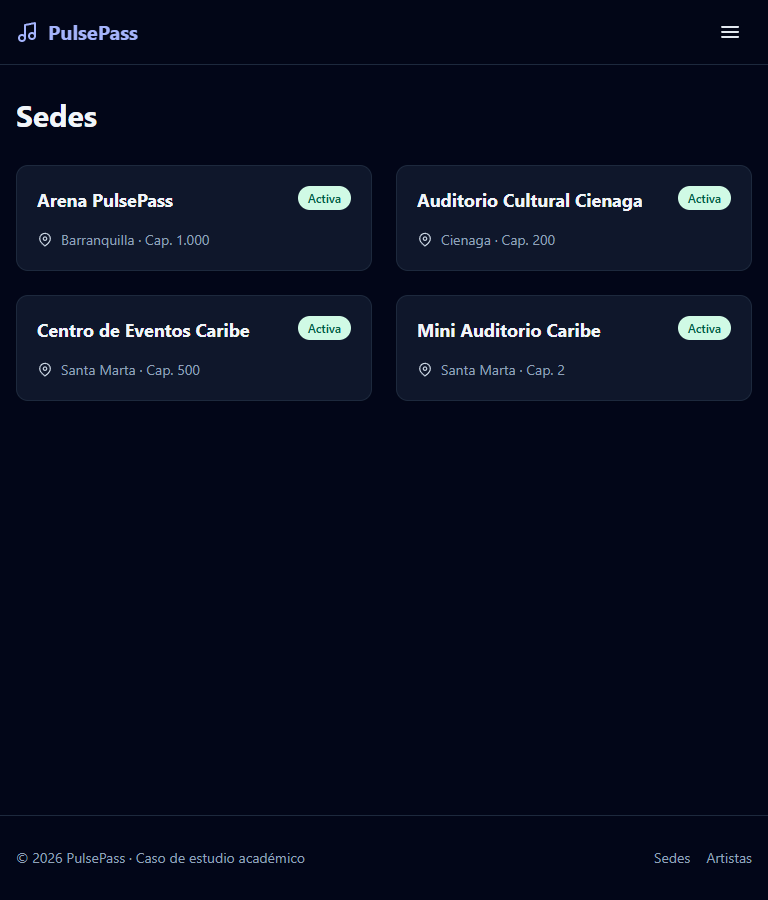 PulsePass
Sedes
Arena PulsePass
Activa
Barranquilla · Cap. 1.000
Auditorio Cultural Cienaga
Activa
Cienaga · Cap. 200
Centro de Eventos Caribe
Activa
Santa Marta · Cap. 500
Mini Auditorio Caribe
Activa
Santa Marta · Cap. 2
© 2026 PulsePass · Caso de estudio académico
Sedes Artistas